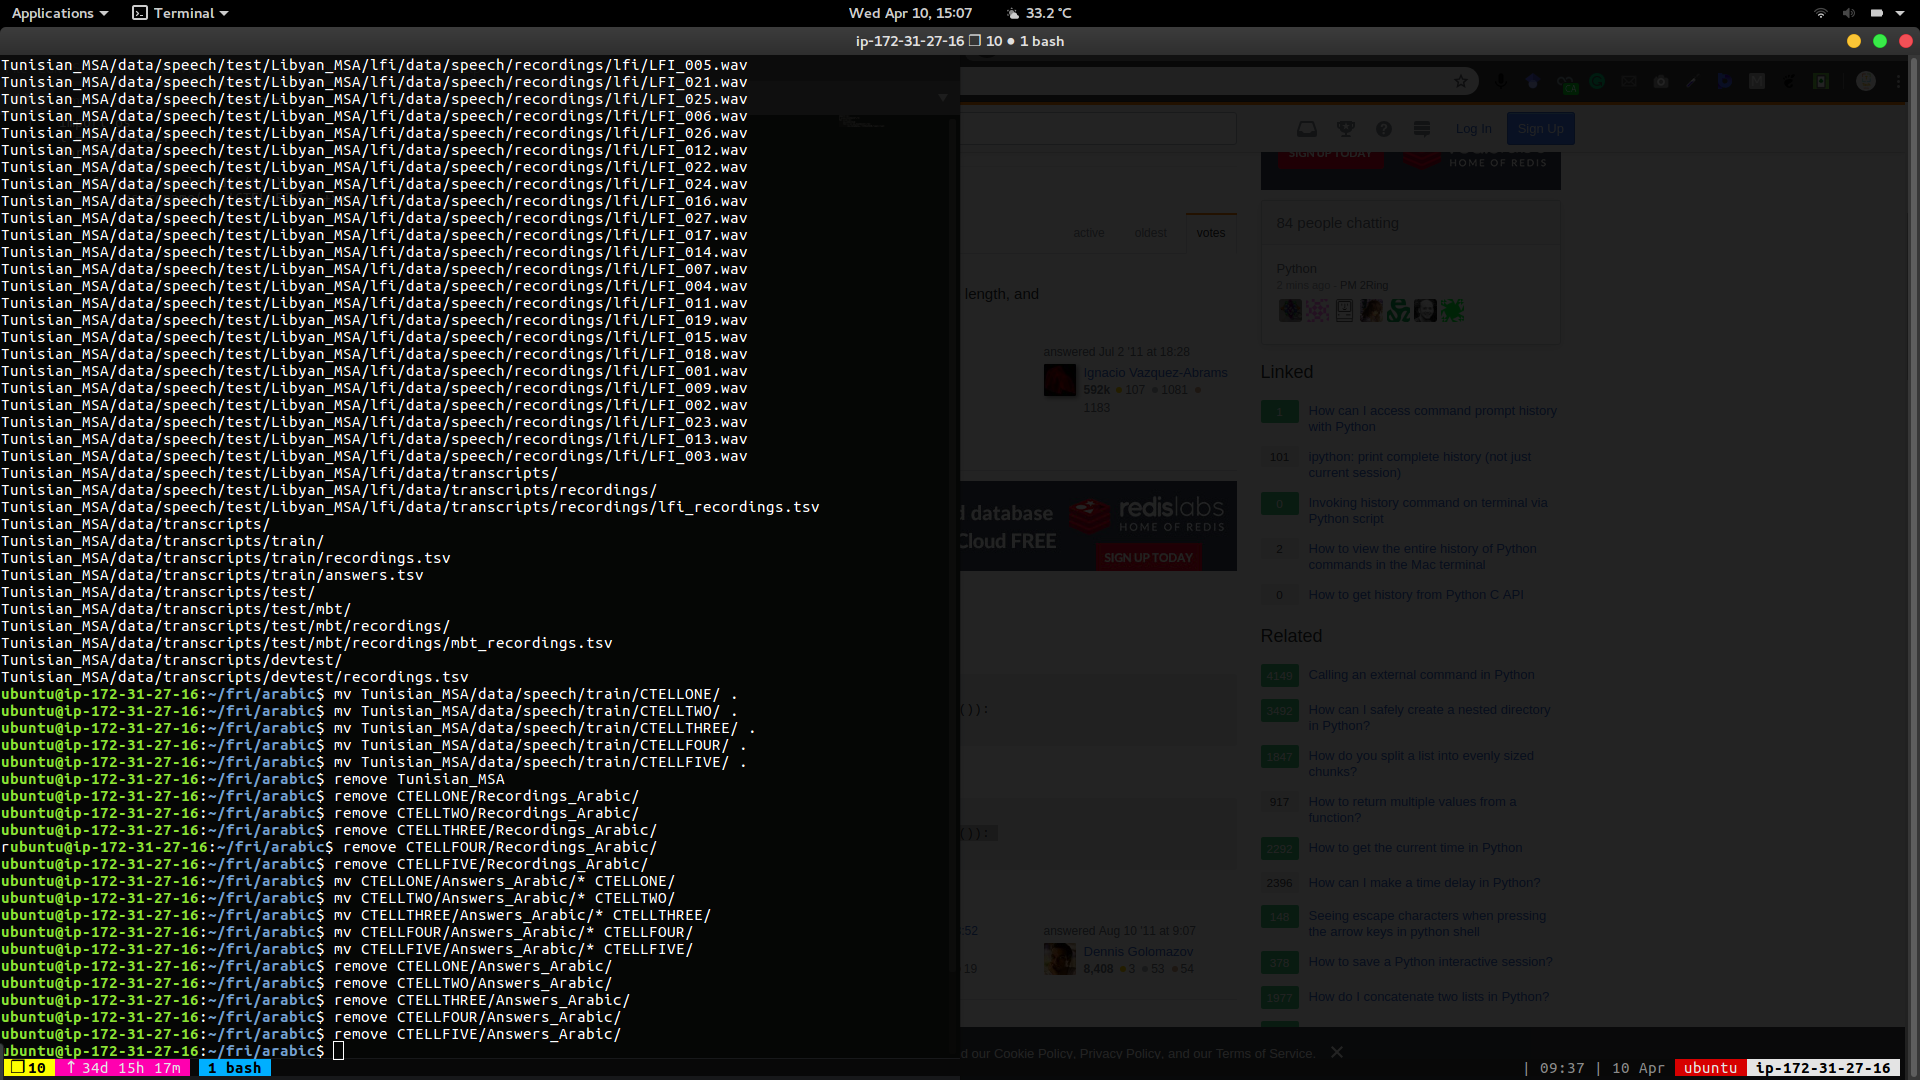 Applications
Terminal
Wed Apr 10, 15:07
33.2 °C
ip-172-31-27-16 ❐ 10 ● 1 bash
Tunisian_MSA/data/speech/test/Libyan_MSA/lfi/data/speech/recordings/lfi/LFI_005.wav
Tunisian_MSA/data/speech/test/Libyan_MSA/lfi/data/speech/recordings/lfi/LFI_021.wav
Tunisian_MSA/data/speech/test/Libyan_MSA/lfi/data/speech/recordings/lfi/LFI_025.wav
Tunisian_MSA/data/speech/test/Libyan_MSA/lfi/data/speech/recordings/lfi/LFI_006.wav
Tunisian_MSA/data/speech/test/Libyan_MSA/lfi/data/speech/recordings/lfi/LFI_026.wav
Tunisian_MSA/data/speech/test/Libyan_MSA/lfi/data/speech/recordings/lfi/LFI_012.wav
Tunisian_MSA/data/speech/test/Libyan_MSA/lfi/data/speech/recordings/lfi/LFI_022.wav
Tunisian_MSA/data/speech/test/Libyan_MSA/lfi/data/speech/recordings/lfi/LFI_024.wav
Tunisian_MSA/data/speech/test/Libyan_MSA/lfi/data/speech/recordings/lfi/LFI_016.wav
Tunisian_MSA/data/speech/test/Libyan_MSA/lfi/data/speech/recordings/lfi/LFI_027.wav
Tunisian_MSA/data/speech/test/Libyan_MSA/lfi/data/speech/recordings/lfi/LFI_017.wav
Tunisian_MSA/data/speech/test/Libyan_MSA/lfi/data/speech/recordings/lfi/LFI_014.wav
Tunisian_MSA/data/speech/test/Libyan_MSA/lfi/data/speech/recordings/lfi/LFI_007.wav
Tunisian_MSA/data/speech/test/Libyan_MSA/lfi/data/speech/recordings/lfi/LFI_004.wav
Tunisian_MSA/data/speech/test/Libyan_MSA/lfi/data/speech/recordings/lfi/LFI_011.wav
Tunisian_MSA/data/speech/test/Libyan_MSA/lfi/data/speech/recordings/lfi/LFI_019.wav
Tunisian_MSA/data/speech/test/Libyan_MSA/lfi/data/speech/recordings/lfi/LFI_015.wav
Tunisian_MSA/data/speech/test/Libyan_MSA/lfi/data/speech/recordings/lfi/LFI_018.wav
Tunisian_MSA/data/speech/test/Libyan_MSA/lfi/data/speech/recordings/lfi/LFI_001.wav
Tunisian_MSA/data/speech/test/Libyan_MSA/lfi/data/speech/recordings/lfi/LFI_009.wav
Tunisian_MSA/data/speech/test/Libyan_MSA/lfi/data/speech/recordings/lfi/LFI_002.wav
Tunisian_MSA/data/speech/test/Libyan_MSA/lfi/data/speech/recordings/lfi/LFI_023.wav
Tunisian_MSA/data/speech/test/Libyan_MSA/lfi/data/speech/recordings/lfi/LFI_013.wav
Tunisian_MSA/data/speech/test/Libyan_MSA/lfi/data/speech/recordings/lfi/LFI_003.wav
Tunisian_MSA/data/speech/test/Libyan_MSA/lfi/data/transcripts/
Tunisian_MSA/data/speech/test/Libyan_MSA/lfi/data/transcripts/recordings/
Tunisian_MSA/data/speech/test/Libyan_MSA/lfi/data/transcripts/recordings/lfi_recordings.tsv
Tunisian_MSA/data/transcripts/
Tunisian_MSA/data/transcripts/train/
Tunisian_MSA/data/transcripts/train/recordings.tsv
Tunisian_MSA/data/transcripts/train/answers.tsv
Tunisian_MSA/data/transcripts/test/
Tunisian_MSA/data/transcripts/test/mbt/
Tunisian_MSA/data/transcripts/test/mbt/recordings/
Tunisian_MSA/data/transcripts/test/mbt/recordings/mbt_recordings.tsv
Tunisian_MSA/data/transcripts/devtest/
Tunisian_MSA/data/transcripts/devtest/recordings.tsv
ubuntu@ip-172-31-27-16:~/fri/arabic$ mv Tunisian_MSA/data/speech/train/CTELLONE/ .
ubuntu@ip-172-31-27-16:~/fri/arabic$ mv Tunisian_MSA/data/speech/train/CTELLTWO/ .
ubuntu@ip-172-31-27-16:~/fri/arabic$ mv Tunisian_MSA/data/speech/train/CTELLTHREE/ .
ubuntu@ip-172-31-27-16:~/fri/arabic$ mv Tunisian_MSA/data/speech/train/CTELLFOUR/ .
ubuntu@ip-172-31-27-16:~/fri/arabic$ mv Tunisian_MSA/data/speech/train/CTELLFIVE/ .
ubuntu@ip-172-31-27-16:~/fri/arabic$ remove Tunisian_MSA
ubuntu@ip-172-31-27-16:~/fri/arabic$ remove CTELLONE/Recordings_Arabic/
ubuntu@ip-172-31-27-16:~/fri/arabic$ remove CTELLTWO/Recordings_Arabic/
ubuntu@ip-172-31-27-16:~/fri/arabic$ remove CTELLTHREE/Recordings_Arabic/
rubuntu@ip-172-31-27-16:~/fri/arabic$ remove CTELLFOUR/Recordings_Arabic/
ubuntu@ip-172-31-27-16:~/fri/arabic$ remove CTELLFIVE/Recordings_Arabic/
ubuntu@ip-172-31-27-16:~/fri/arabic$ mv CTELLONE/Answers_Arabic/* CTELLONE/
ubuntu@ip-172-31-27-16:~/fri/arabic$ mv CTELLTWO/Answers_Arabic/* CTELLTWO/
ubuntu@ip-172-31-27-16:~/fri/arabic$ mv CTELLTHREE/Answers_Arabic/* CTELLTHREE/
ubuntu@ip-172-31-27-16:~/fri/arabic$ mv CTELLFOUR/Answers_Arabic/* CTELLFOUR/
ubuntu@ip-172-31-27-16:~/fri/arabic$ mv CTELLFIVE/Answers_Arabic/* CTELLFIVE/
ubuntu@ip-172-31-27-16:~/fri/arabic$ remove CTELLONE/Answers_Arabic/
ubuntu@ip-172-31-27-16:~/fri/arabic$ remove CTELLTWO/Answers_Arabic/
ubuntu@ip-172-31-27-16:~/fri/arabic$ remove CTELLTHREE/Answers_Arabic/
ubuntu@ip-172-31-27-16:~/fri/arabic$ remove CTELLFOUR/Answers_Arabic/
ubuntu@ip-172-31-27-16:~/fri/arabic$ remove CTELLFIVE/Answers_Arabic/
ubuntu@ip-172-31-27-16:~/fri/arabic$
❐ 10 ↑ 34d 15h 17m 1 bash
| 09:37 | 10 Apr ubuntu ip-172-31-27-16
Log In
Sign Up
SIGN UP TODAY
HOME OF REDIS
84 people chatting
active oldest votes
Python
2 mins ago - PM 2Ring
length, and
answered Jul 2 '11 at 18:28
Ignacio Vazquez-Abrams
592k ●107 ●1081 ●
1183
d database
Cloud FREE
redislabs
HOME OF REDIS
SIGN UP TODAY
()):
()):
:52
19
answered Aug 10 '11 at 9:07
Dennis Golomazov
8,408 ●3 ●53 ●54
Linked
1 How can I access command prompt history
with Python
101 ipython: print complete history (not just
current session)
0 Invoking history command on terminal via
Python script
2 How to view the entire history of Python
commands in the Mac terminal
0 How to get history from Python C API
Related
4149 Calling an external command in Python
3492 How can I safely create a nested directory
in Python?
1847 How do you split a list into evenly sized
chunks?
917 How to return multiple values from a
function?
2292 How to get the current time in Python
2396 How can I make a time delay in Python?
148 Seeing escape characters when pressing
the arrow keys in python shell
378 How to save a Python interactive session?
1977 How do I concatenate two lists in Python?
d our Cookie Policy, Privacy Policy, and our Terms of Service.